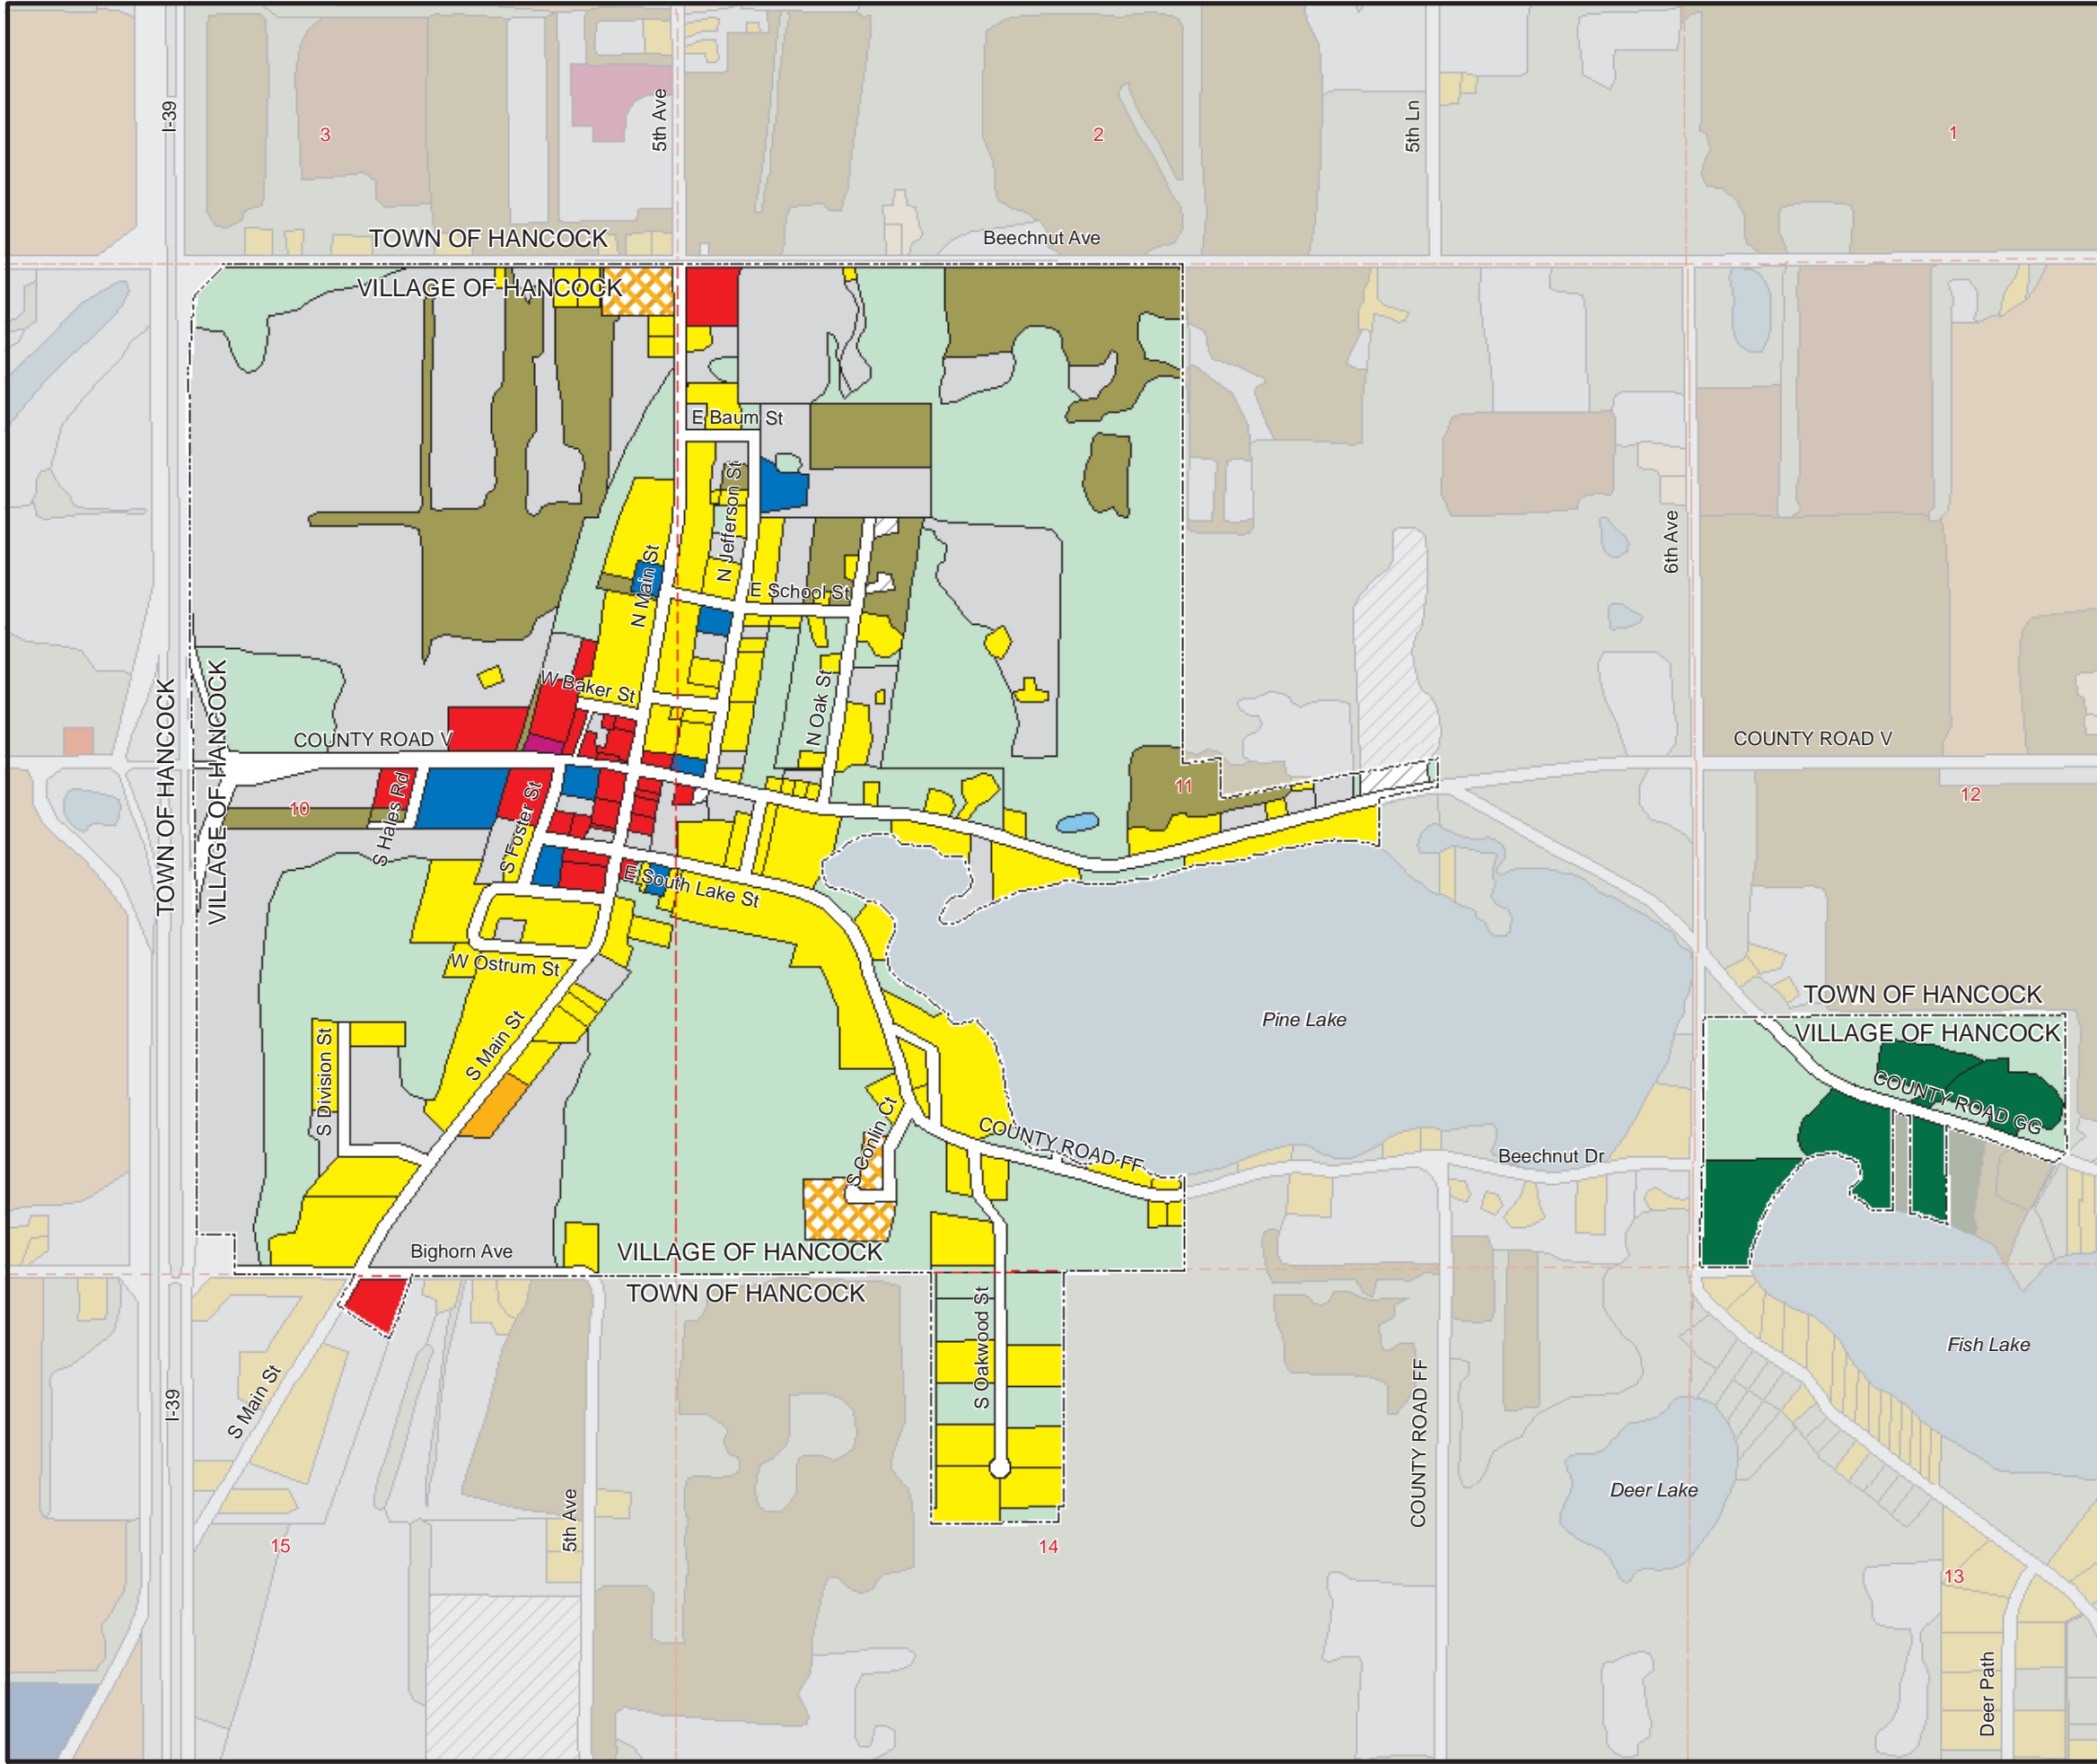 I-39
3
5th Ave
2
5th Ln
1
TOWN OF HANCOCK
Beechnut Ave
VILLAGE OF HANCOCK
E Baum St
N Jefferson St
N Main St
E School St
6th Ave
W Baker St
N Oak St
TOWN OF HANCOCK
VILLAGE OF HANCOCK
COUNTY ROAD V
COUNTY ROAD V
10
S Hales Rd
S Foster St
11
12
E South Lake St
W Ostrum St
TOWN OF HANCOCK
VILLAGE OF HANCOCK
Pine Lake
S Main St
S Division St
COUNTY ROAD GG
S Conlin Ct
COUNTY ROAD FF
Beechnut Dr
Bighorn Ave
VILLAGE OF HANCOCK
TOWN OF HANCOCK
S Oakwood St
Fish Lake
I-39
S Main St
COUNTY ROAD FF
Deer Lake
5th Ave
15
14
13
Deer Path